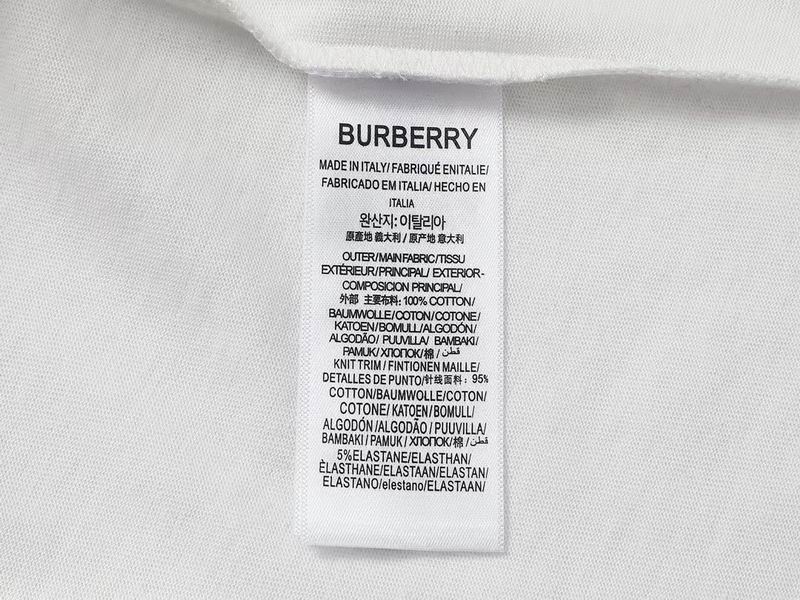 BURBERRY
MADE IN ITALY/ FABRIQUÉ ENITALIE/
FABRICADO EM ITALIA/ HECHO EN
ITALIA
완산지: 이탈리아
原產地 義大利 / 原产地 意大利
OUTER/MAIN FABRIC/TISSU
EXTÉRIEUR/PRINCIPAL/ EXTERIOR-
COMPOSICION PRINCIPAL/
外部 主要布料: 100% COTTON/
BAUMWOLLE/COTON/COTONE/
KATOEN/BOMULL/ALGODÓN/
ALGODÃO/ PUUVILLA/ BAMBAKI/
PAMUK/ХЛОПОК/棉/ قطن
KNIT TRIM / FINTIONEN MAILLE/
DETALLES DE PUNTO/针线面料: 95%
COTTON/BAUMWOLLE/COTON/
COTONE/ KATOEN/BOMULL/
ALGODÓN /ALGODÃO / PUUVILLA/
BAMBAKI / PAMUK / ХЛОПОК/棉/ قطن
5%ELASTANE/ELASTHAN/
ÈLASTHANE/ELASTAAN/ELASTAN/
ELASTANO/elestano/ELASTAAN/